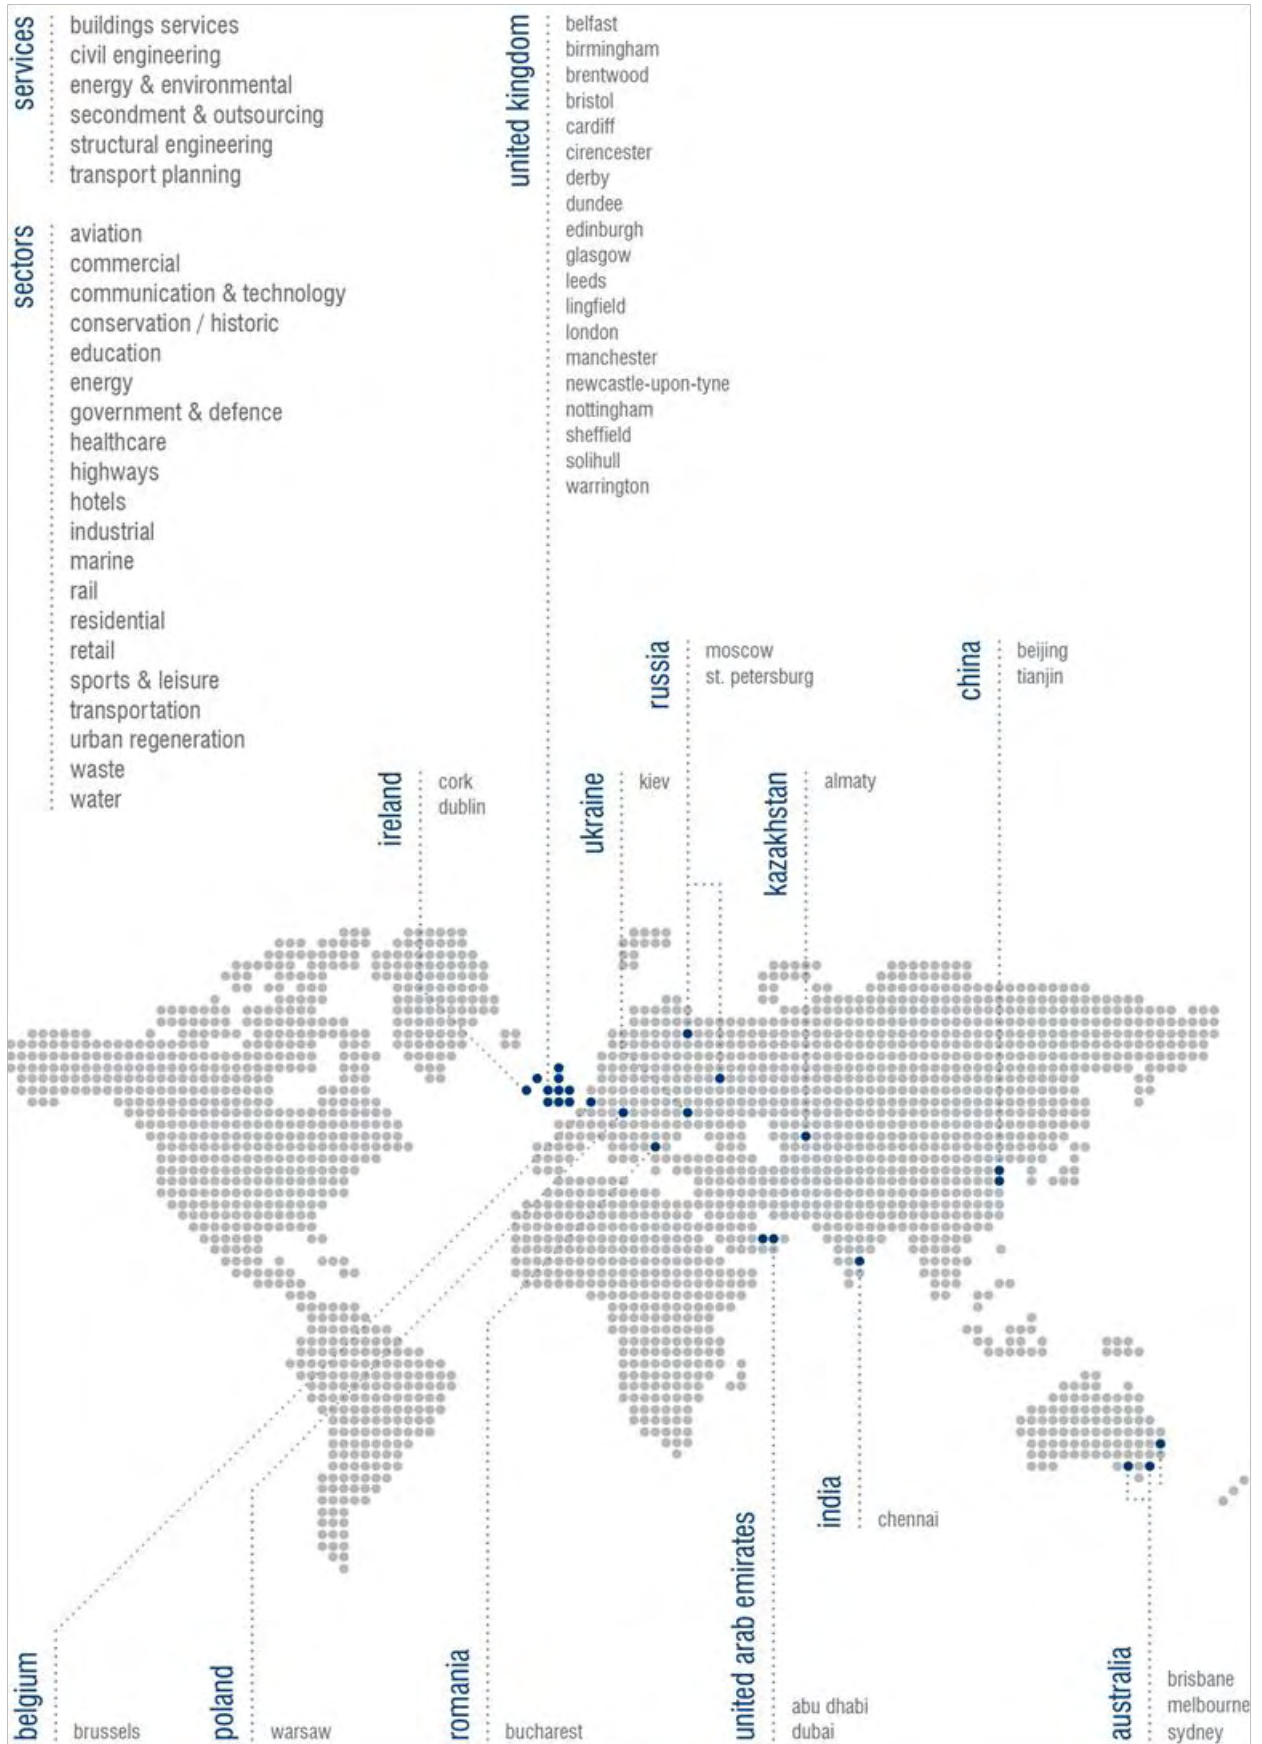 services
buildings services
civil engineering
energy & environmental
secondment & outsourcing
structural engineering
transport planning
sectors
aviation
commercial
communication & technology
conservation / historic
education
energy
government & defence
healthcare
highways
hotels
industrial
marine
rail
residential
retail
sports & leisure
transportation
urban regeneration
waste
water
united kingdom
belfast
birmingham
brentwood
bristol
cardiff
cirencester
derby
dundee
edinburgh
glasgow
leeds
lingfield
london
manchester
newcastle-upon-tyne
nottingham
sheffield
solihull
warrington
russia
moscow
st. petersburg
china
beijing
tianjin
ireland
cork
dublin
ukraine
kiev
kazakhstan
almaty
belgium
brussels
poland
warsaw
romania
bucharest
united arab emirates
abu dhabi
dubai
india
chennai
australia
brisbane
melbourne
sydney